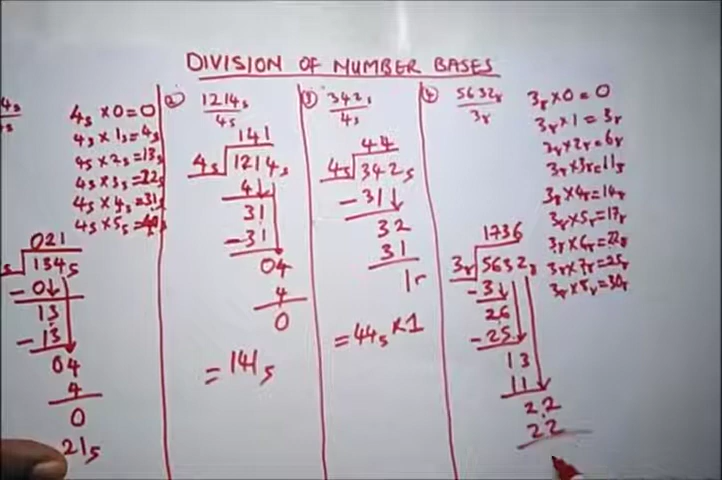 DIVISION OF NUMBER BASES
4₅ × 0 = 0
4₅ × 1₅ = 4₅
4₅ × 2₅ = 13₅
4₅ × 3₅ = 22₅
4₅ × 4₅ = 31₅
4₅ × 5₅ = 40₅
021
134₅
- 0
13
- 13
04
4
0
21₅
② 1214₅
4₅
141
4₅ 1214₅
4
31
- 31
04
4
0
= 141₅
③ 342₅
4₅
44
4₅ 342₅
- 31
32
31
1r
= 44₅ × 1
④ 5632₈
3₈
1736
3₈ 5632₈
- 3
26
- 25
13
11
22
22
3₈ × 0 = 0
3₈ × 1 = 3₈
3₈ × 2₈ = 6₈
3₈ × 3₈ = 11₈
3₈ × 4₈ = 14₈
3₈ × 5₈ = 17₈
3₈ × 6₈ = 22₈
3₈ × 7₈ = 25₈
= 30₈